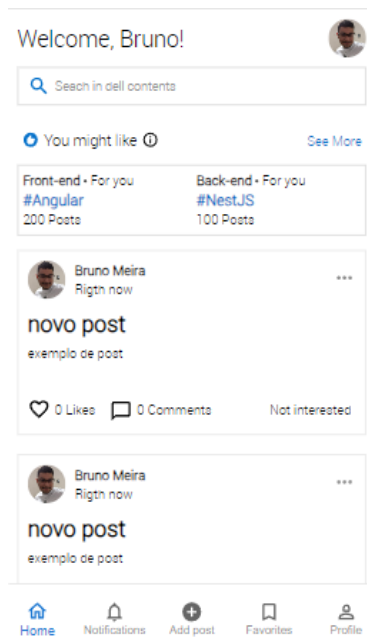 Welcome, Bruno!
Seach in dell contents
You might like
See More
Front-end • For you
#Angular
200 Posts
Back-end • For you
#NestJS
100 Posts
Bruno Meira
Rigth now
novo post
exemplo de post
0 Likes
0 Comments
Not interested
Bruno Meira
Rigth now
novo post
exemplo de post
Home
Notifications
Add post
Favorites
Profile